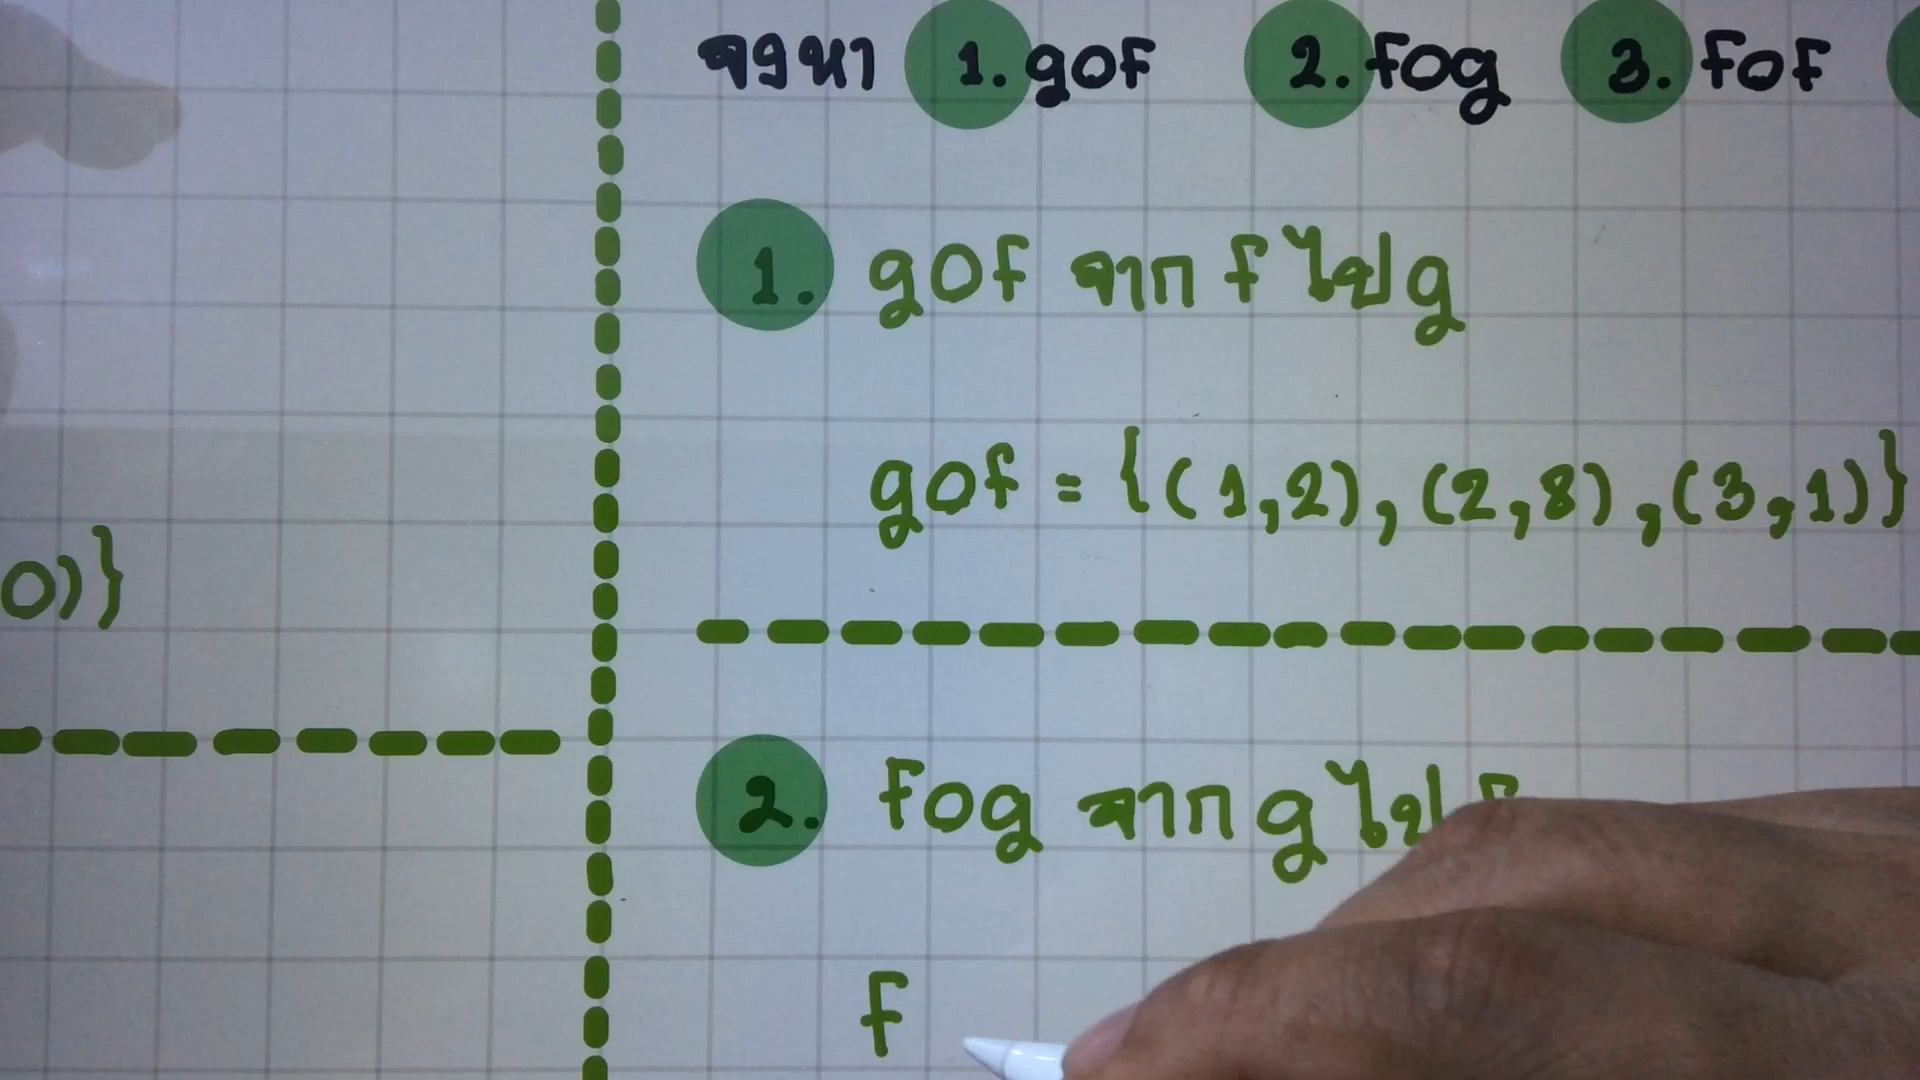 จงหา 1. gof 2. fog 3. fof
1. gof จาก f ไป g
gof = {(1,2), (2,8), (3,1)}
0)}
2. fog จาก g ไป f
f